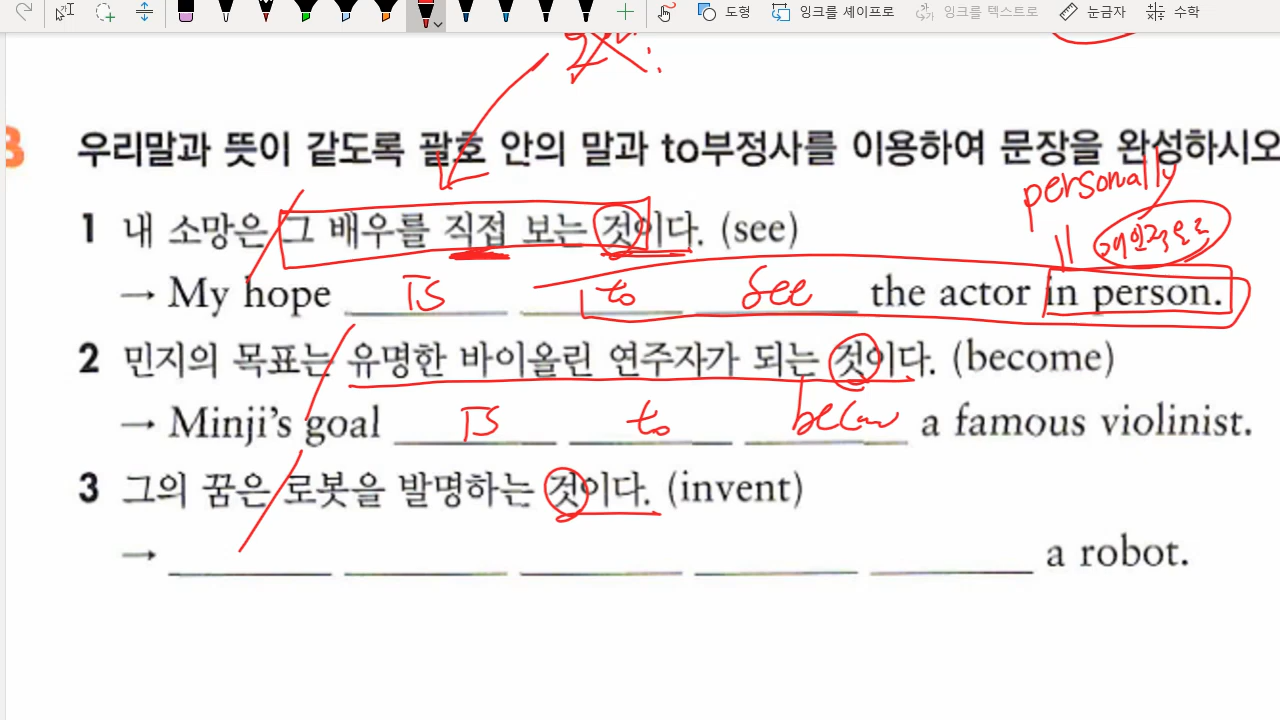 도형 잉크를 셰이프로 잉크를 텍스트로 눈금자 수학
B 우리말과 뜻이 같도록 괄호 안의 말과 to부정사를 이용하여 문장을 완성하시오
personally
개인적으로
1 내 소망은 그 배우를 직접 보는 것이다. (see)
→ My hope is to see the actor in person.
2 민지의 목표는 유명한 바이올린 연주자가 되는 것이다. (become)
→ Minji's goal is to a famous violinist.
3 그의 꿈은 로봇을 발명하는 것이다. (invent)
→ a robot.